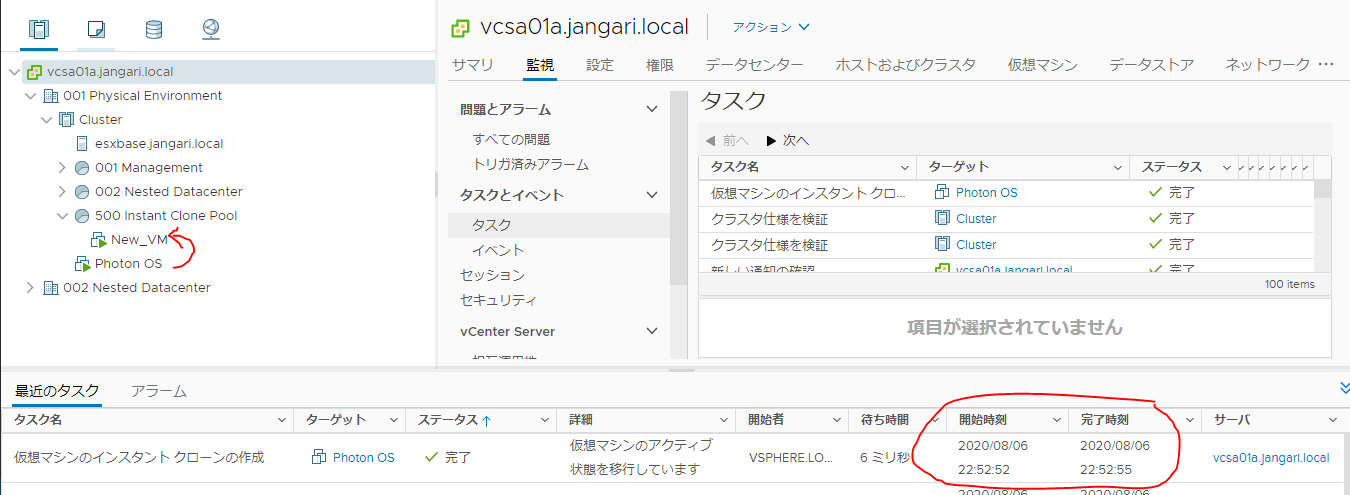 vcsa01a.jangari.local
001 Physical Environment
Cluster
esxbase.jangari.local
001 Management
002 Nested Datacenter
500 Instant Clone Pool
New_VM
Photon OS
002 Nested Datacenter
vcsa01a.jangari.local アクション
サマリ 監視 設定 権限 データセンター ホストおよびクラスタ 仮想マシン データストア ネットワーク ...
問題とアラーム
すべての問題
トリガ済みアラーム
タスクとイベント
タスク
イベント
セッション
セキュリティ
vCenter Server
タスク
前へ 次へ
タスク名 ターゲット ステータス
仮想マシンのインスタント クロー... Photon OS 完了
クラスタ仕様を検証 Cluster 完了
クラスタ仕様を検証 Cluster 完了
新しい通知の確認 vcsa01a.jangari.local 完了
100 items
項目が選択されていません
最近のタスク アラーム
タスク名 ターゲット ステータス 詳細 開始者 待ち時間 開始時刻 完了時刻 サーバ
仮想マシンのインスタント クローンの作成 Photon OS 完了 仮想マシンのアクティブ 状態を移行しています VSPHERE.LO... 6 ミリ秒 2020/08/06 22:52:52 2020/08/06 22:52:55 vcsa01a.jangari.local
2020/08/06 2020/08/06